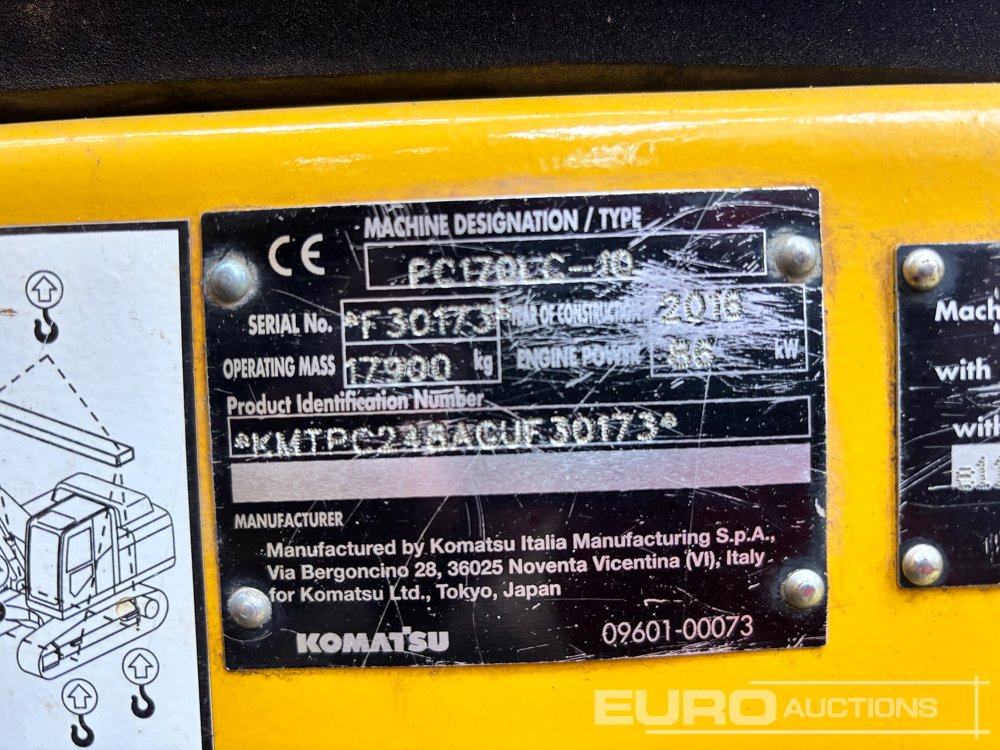 MACHINE DESIGNATION / TYPE
CE PC170LC-10
SERIAL No. *F30173* YEAR OF CONSTRUCTION 2016
OPERATING MASS 17900 kg ENGINE POWER 86 kW
Product Identification Number
*KMTPC246ACUF30173*
MANUFACTURER
Manufactured by Komatsu Italia Manufacturing S.p.A.,
Via Bergoncino 28, 36025 Noventa Vicentina (VI), Italy
for Komatsu Ltd., Tokyo, Japan
KOMATSU 09601-00073
Mach
with
with
EURO AUCTIONS